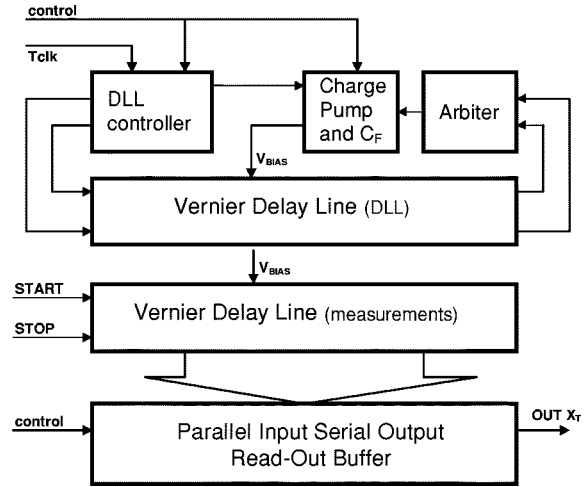 control
Tclk
DLL
controller
Charge
Pump
and C_F
Arbiter
V_BIAS
Vernier Delay Line (DLL)
V_BIAS
START
STOP
Vernier Delay Line (measurements)
control
Parallel Input Serial Output
Read-Out Buffer
OUT X_T